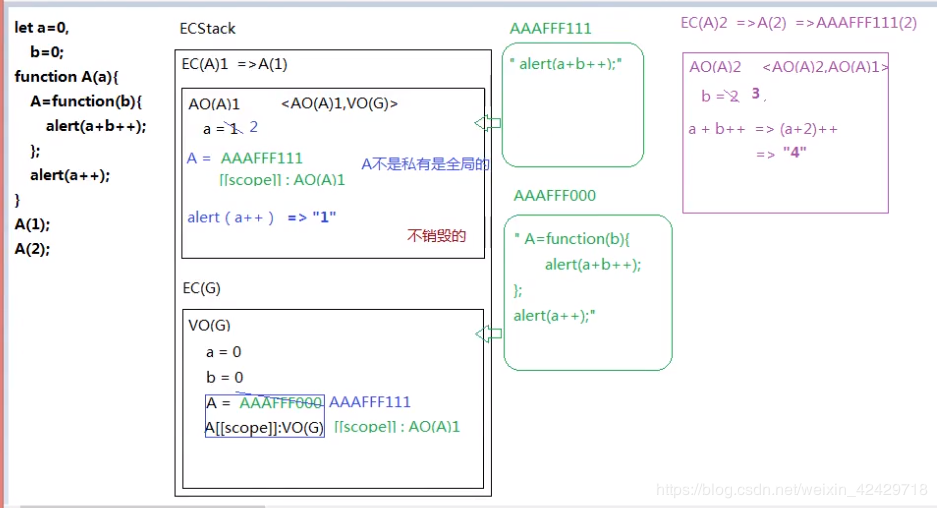 let a=0,
b=0;
function A(a){
A=function(b){
alert(a+b++);
};
alert(a++);
}
A(1);
A(2);
ECStack
EC(A)1 =>A(1)
AO(A)1 <AO(A)1,VO(G)>
a = 1 2
A = AAAFFF111
[[scope]] : AO(A)1
A不是私有是全局的
alert ( a++ ) => "1"
不销毁的
EC(G)
VO(G)
a = 0
b = 0
A = AAAFFF000 AAAFFF111
A[[scope]]:VO(G) [[scope]] : AO(A)1
AAAFFF111
" alert(a+b++);"
AAAFFF000
" A=function(b){
alert(a+b++);
};
alert(a++);"
EC(A)2 =>A(2) =>AAAFFF111(2)
AO(A)2 <AO(A)2,AO(A)1>
b = 2 3
a + b++ => (a+2)++
=> "4"
https://blog.csdn.net/weixin_42429718